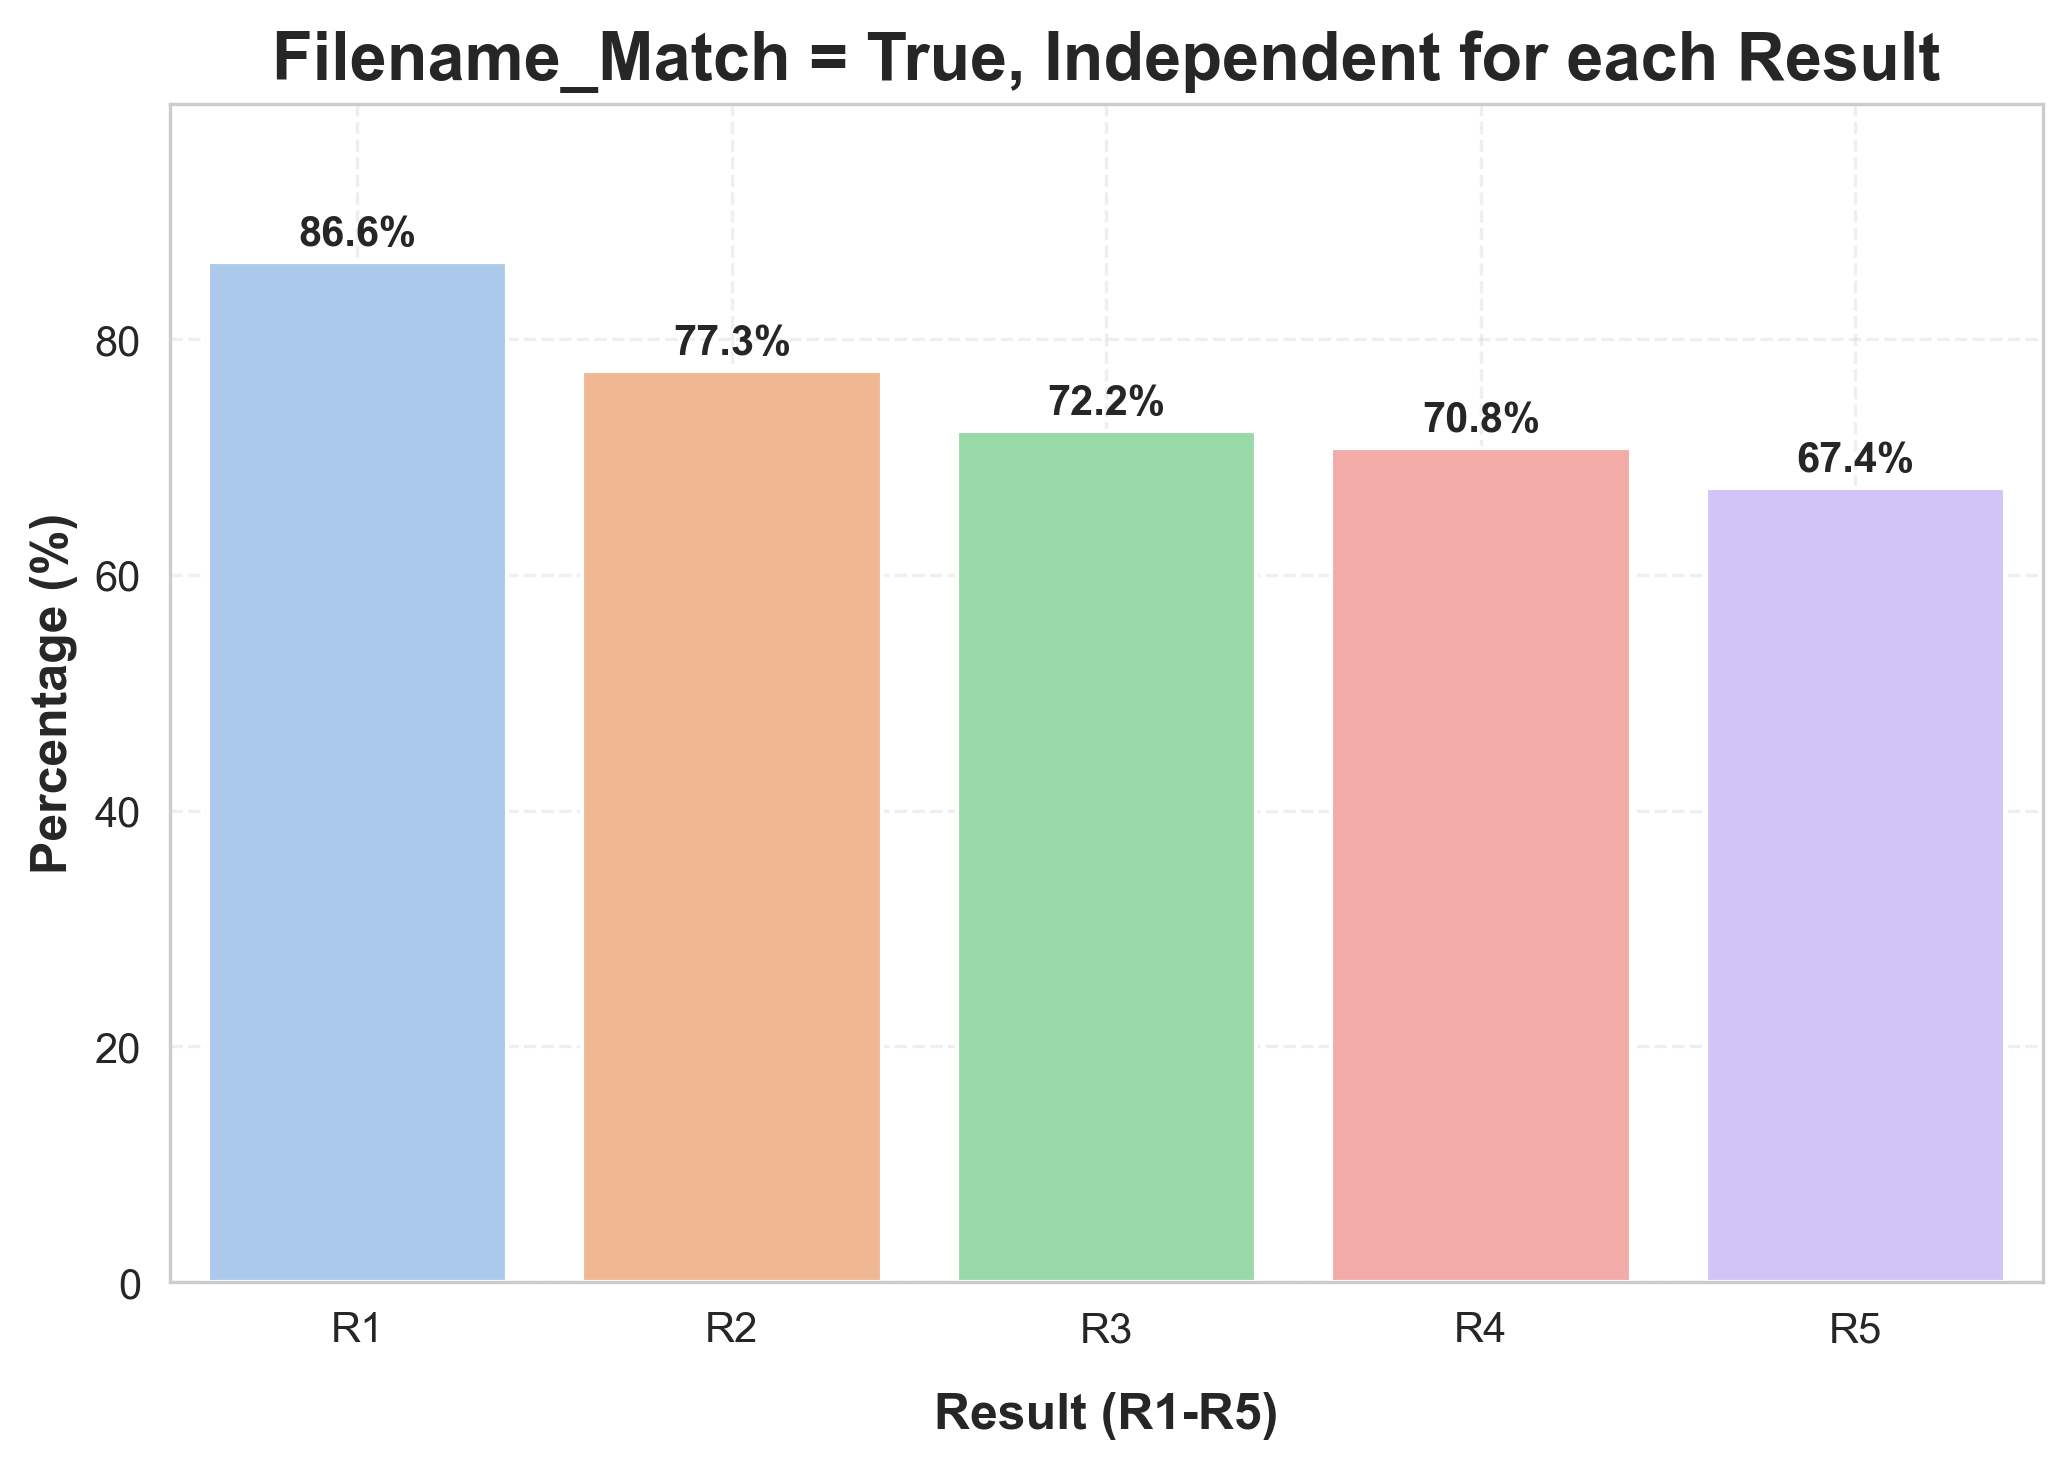 Filename_Match = True, Independent for each Result
86.6%
77.3%
72.2%
70.8%
67.4%
80
60
40
20
0
Percentage (%)
R1 R2 R3 R4 R5
Result (R1-R5)